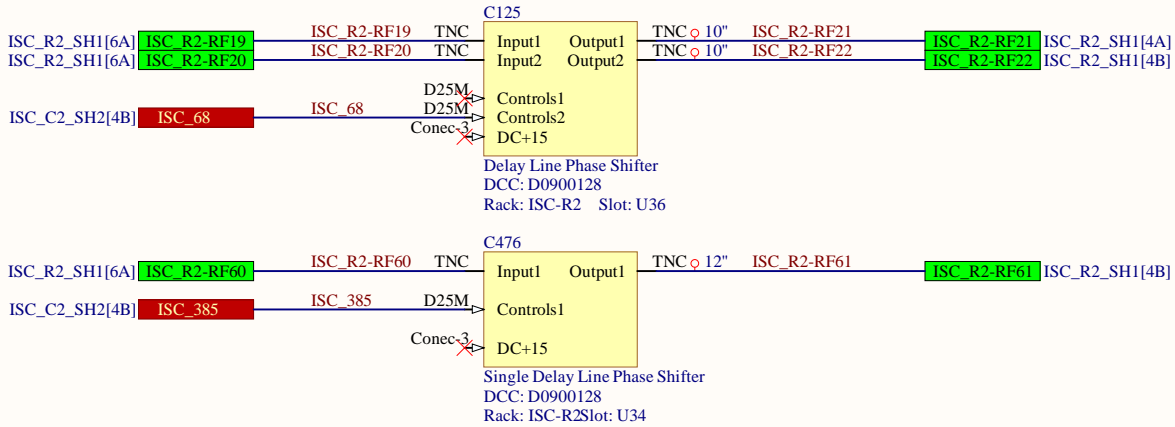 C125
ISC_R2_SH1[6A] ISC_R2-RF19 ISC_R2-RF19 TNC Input1 Output1 TNC 10" ISC_R2-RF21 ISC_R2-RF21 ISC_R2_SH1[4A]
ISC_R2_SH1[6A] ISC_R2-RF20 ISC_R2-RF20 TNC Input2 Output2 TNC 10" ISC_R2-RF22 ISC_R2-RF22 ISC_R2_SH1[4B]
D25M Controls1
ISC_C2_SH2[4B] ISC_68 ISC_68 D25M Controls2
Conec-3 DC+15
Delay Line Phase Shifter
DCC: D0900128
Rack: ISC-R2 Slot: U36
C476
ISC_R2_SH1[6A] ISC_R2-RF60 ISC_R2-RF60 TNC Input1 Output1 TNC 12" ISC_R2-RF61 ISC_R2-RF61 ISC_R2_SH1[4B]
ISC_C2_SH2[4B] ISC_385 ISC_385 D25M Controls1
Conec-3 DC+15
Single Delay Line Phase Shifter
DCC: D0900128
Rack: ISC-R2Slot: U34